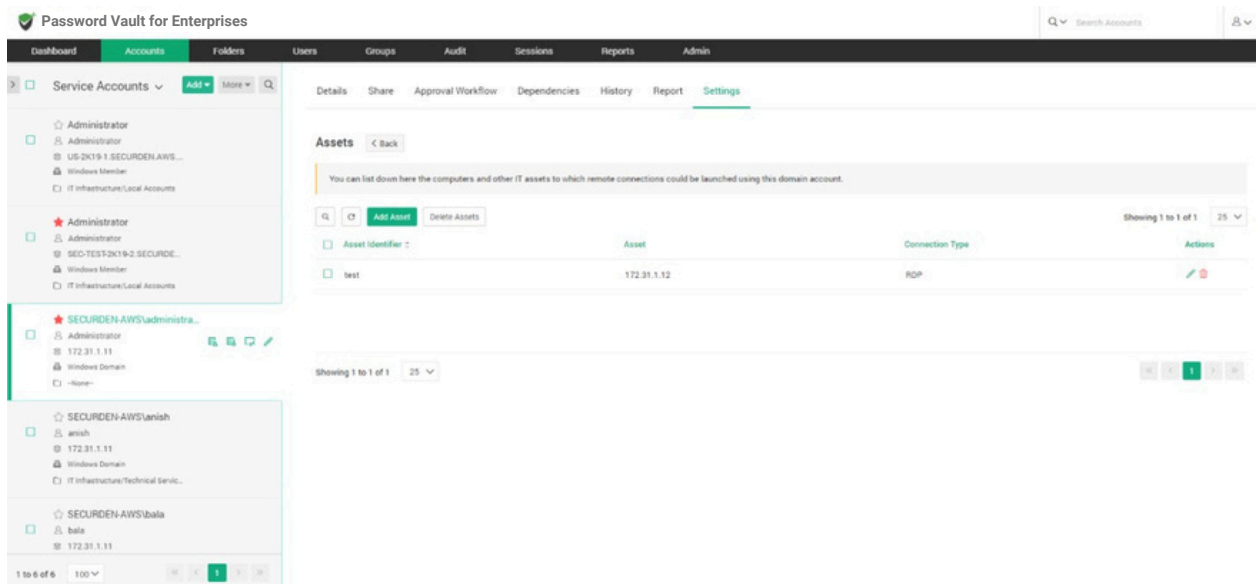 Password Vault for Enterprises
Search Accounts
Dashboard Accounts Folders Users Groups Audit Sessions Reports Admin
Service Accounts Add More
Administrator
Administrator
US-2K19-1.SECURDEN.AWS...
Windows Member
IT Infrastructure/Local Accounts
Administrator
Administrator
SEC-TEST-2K19-2.SECURDE...
Windows Member
IT Infrastructure/Local Accounts
SECURDEN-AWS\administra...
Administrator
172.31.1.11
Windows Domain
-None-
SECURDEN-AWS\anish
anish
172.31.1.11
Windows Domain
IT Infrastructure/Technical Servic...
SECURDEN-AWS\bala
bala
172.31.1.11
1 to 6 of 6 100 1
Details Share Approval Workflow Dependencies History Report Settings
Assets < Back
You can list down here the computers and other IT assets to which remote connections could be launched using this domain account.
Add Asset Delete Assets Showing 1 to 1 of 1 25
Asset Identifier Asset Connection Type Actions
test 172.31.1.12 RDP
Showing 1 to 1 of 1 25 1